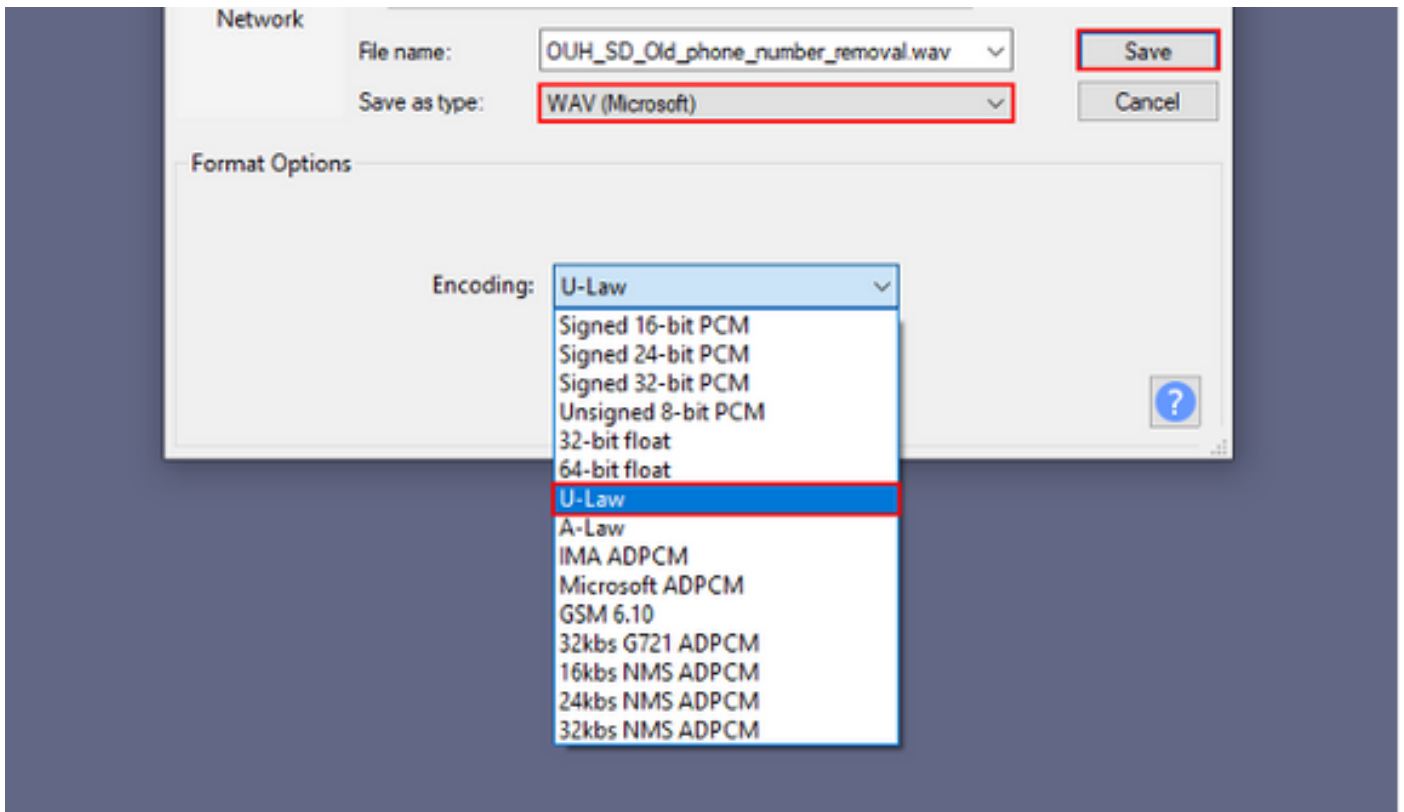 Network
File name: OUH_SD_Old_phone_number_removal.wav Save
Save as type: WAV (Microsoft) Cancel
Format Options
Encoding: U-Law
Signed 16-bit PCM
Signed 24-bit PCM
Signed 32-bit PCM
Unsigned 8-bit PCM
32-bit float
64-bit float
U-Law
A-Law
IMA ADPCM
Microsoft ADPCM
GSM 6.10
32kbs G721 ADPCM
16kbs NMS ADPCM
24kbs NMS ADPCM
32kbs NMS ADPCM
?